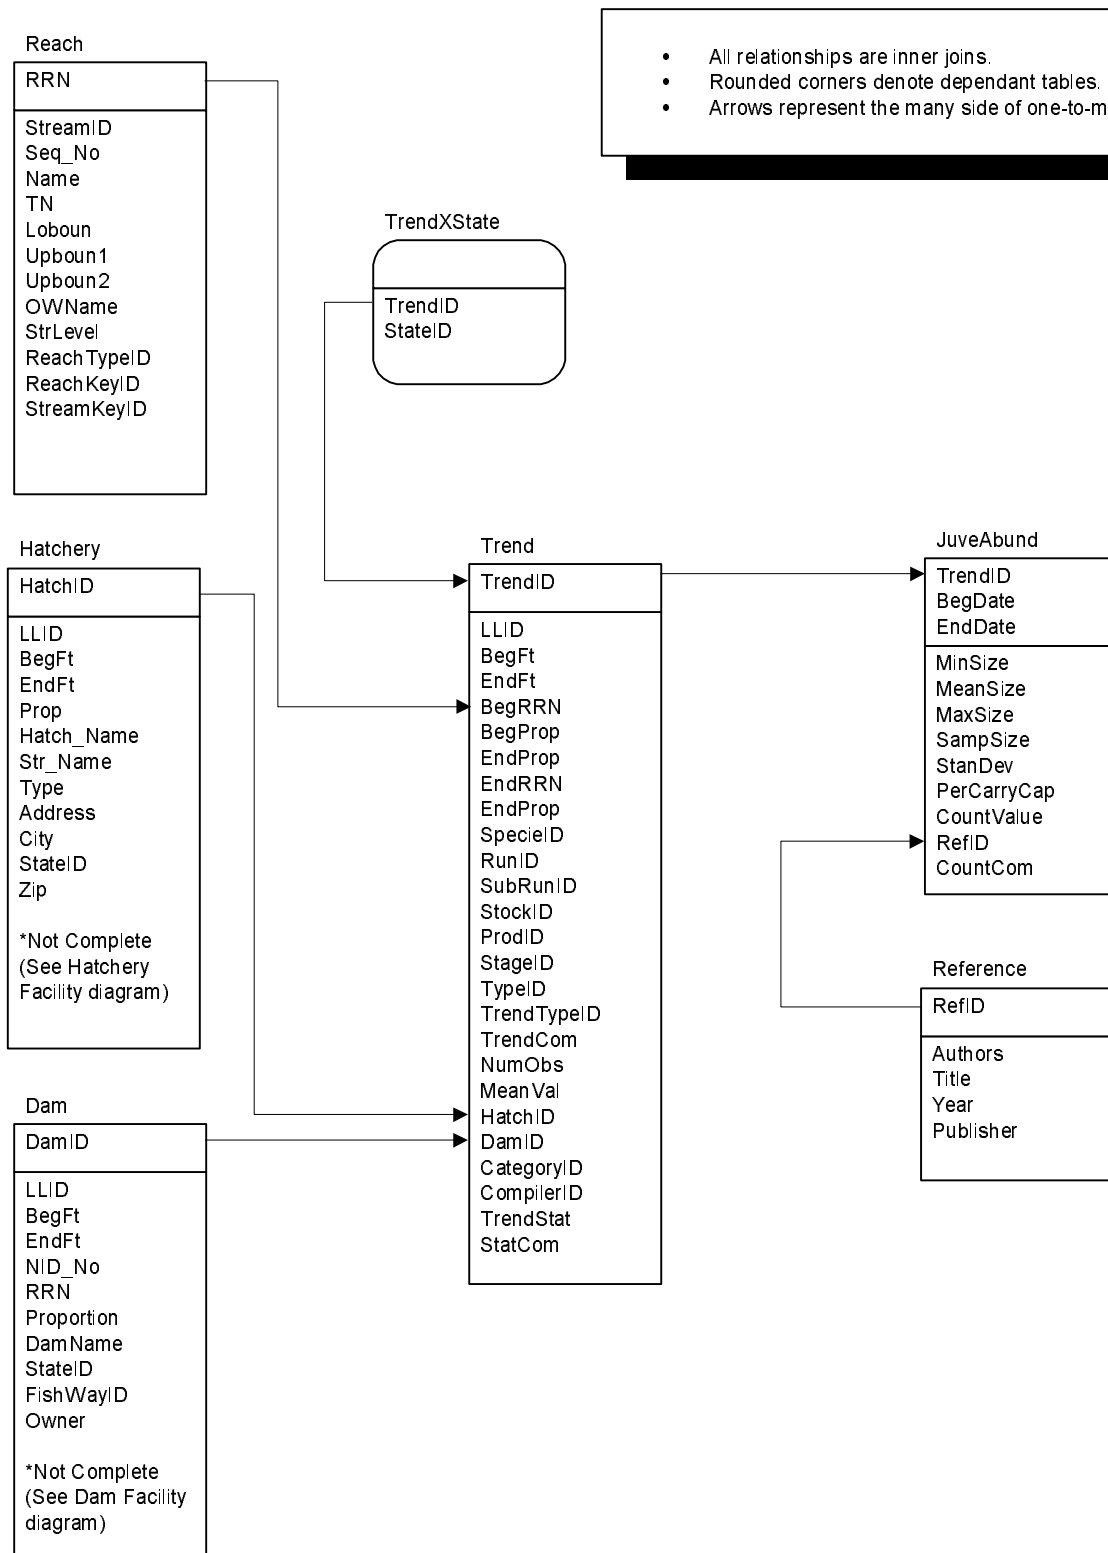 Reach
RRN
StreamID
Seq_No
Name
TN
Loboun
Upboun1
Upboun2
OWName
StrLevel
ReachTypeID
ReachKeyID
StreamKeyID
• All relationships are inner joins.
• Rounded corners denote dependant tables.
• Arrows represent the many side of one-to-m
TrendXState
TrendID
StateID
Hatchery
HatchID
LLID
BegFt
EndFt
Prop
Hatch_Name
Str_Name
Type
Address
City
StateID
Zip
*Not Complete
(See Hatchery
Facility diagram)
Dam
DamID
LLID
BegFt
EndFt
NID_No
RRN
Proportion
DamName
StateID
FishWayID
Owner
*Not Complete
(See Dam Facility
diagram)
Trend
TrendID
LLID
BegFt
EndFt
BegRRN
BegProp
EndProp
EndRRN
EndProp
SpecieID
RunID
SubRunID
StockID
ProdID
StageID
TypeID
TrendTypeID
TrendCom
NumObs
MeanVal
HatchID
DamID
CategoryID
CompilerID
TrendStat
StatCom
JuveAbund
TrendID
BegDate
EndDate
MinSize
MeanSize
MaxSize
SampSize
StanDev
PerCarryCap
CountValue
RefID
CountCom
Reference
RefID
Authors
Title
Year
Publisher